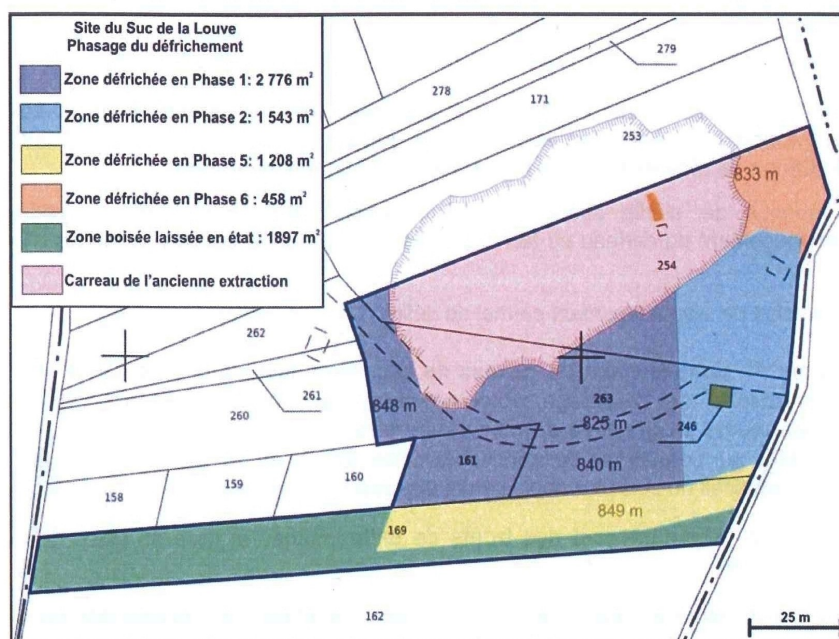 Site du Suc de la Louve
Phasage du défrichement
Zone défrichée en Phase 1: 2 776 m²
Zone défrichée en Phase 2: 1 543 m²
Zone défrichée en Phase 5: 1 208 m²
Zone défrichée en Phase 6 : 458 m²
Zone boisée laissée en état : 1897 m²
Carreau de l'ancienne extraction
279
278
171
253
833 m
254
262
261
260
848 m
263
825 m
246
161
840 m
160
159
158
849 m
169
162
25 m